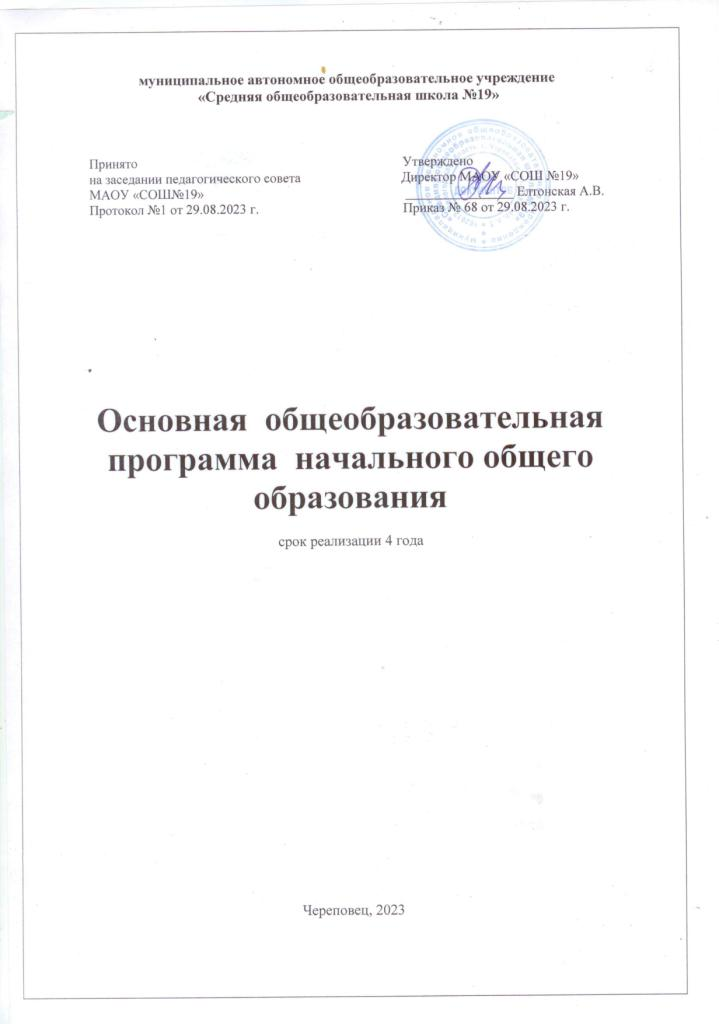 муниципальное автономное общеобразовательное учреждение
«Средняя общеобразовательная школа №19»
Принято
на заседании педагогического совета
МАОУ «СОШ№19»
Протокол №1 от 29.08.2023 г.
Утверждено
Директор МАОУ «СОШ №19»
Елтонская А.В.
Приказ № 68 от 29.08.2023 г.
Основная общеобразовательная
программа начального общего
образования
срок реализации 4 года
Череповец, 2023